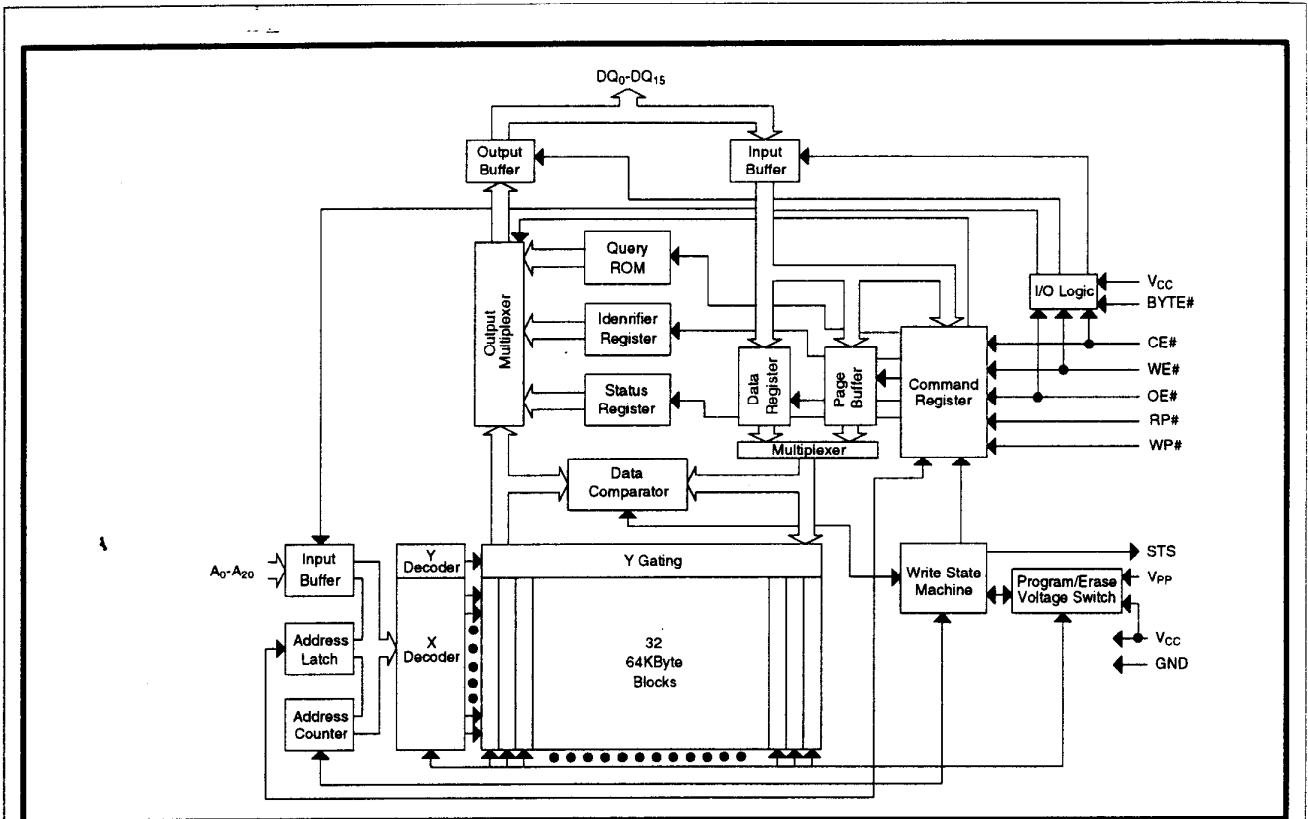 DQ0-DQ15
Output
Buffer
Input
Buffer
Output
Multiplexer
Query
ROM
Idenrifier
Register
Status
Register
Data
Register
Page
Buffer
Multiplexer
Command
Register
I/O Logic
VCC
BYTE#
CE#
WE#
OE#
RP#
WP#
Data
Comparator
A0-A20
Input
Buffer
Address
Latch
Address
Counter
Y
Decoder
X
Decoder
Y Gating
32
64KByte
Blocks
Write State
Machine
Program/Erase
Voltage Switch
STS
VPP
VCC
GND